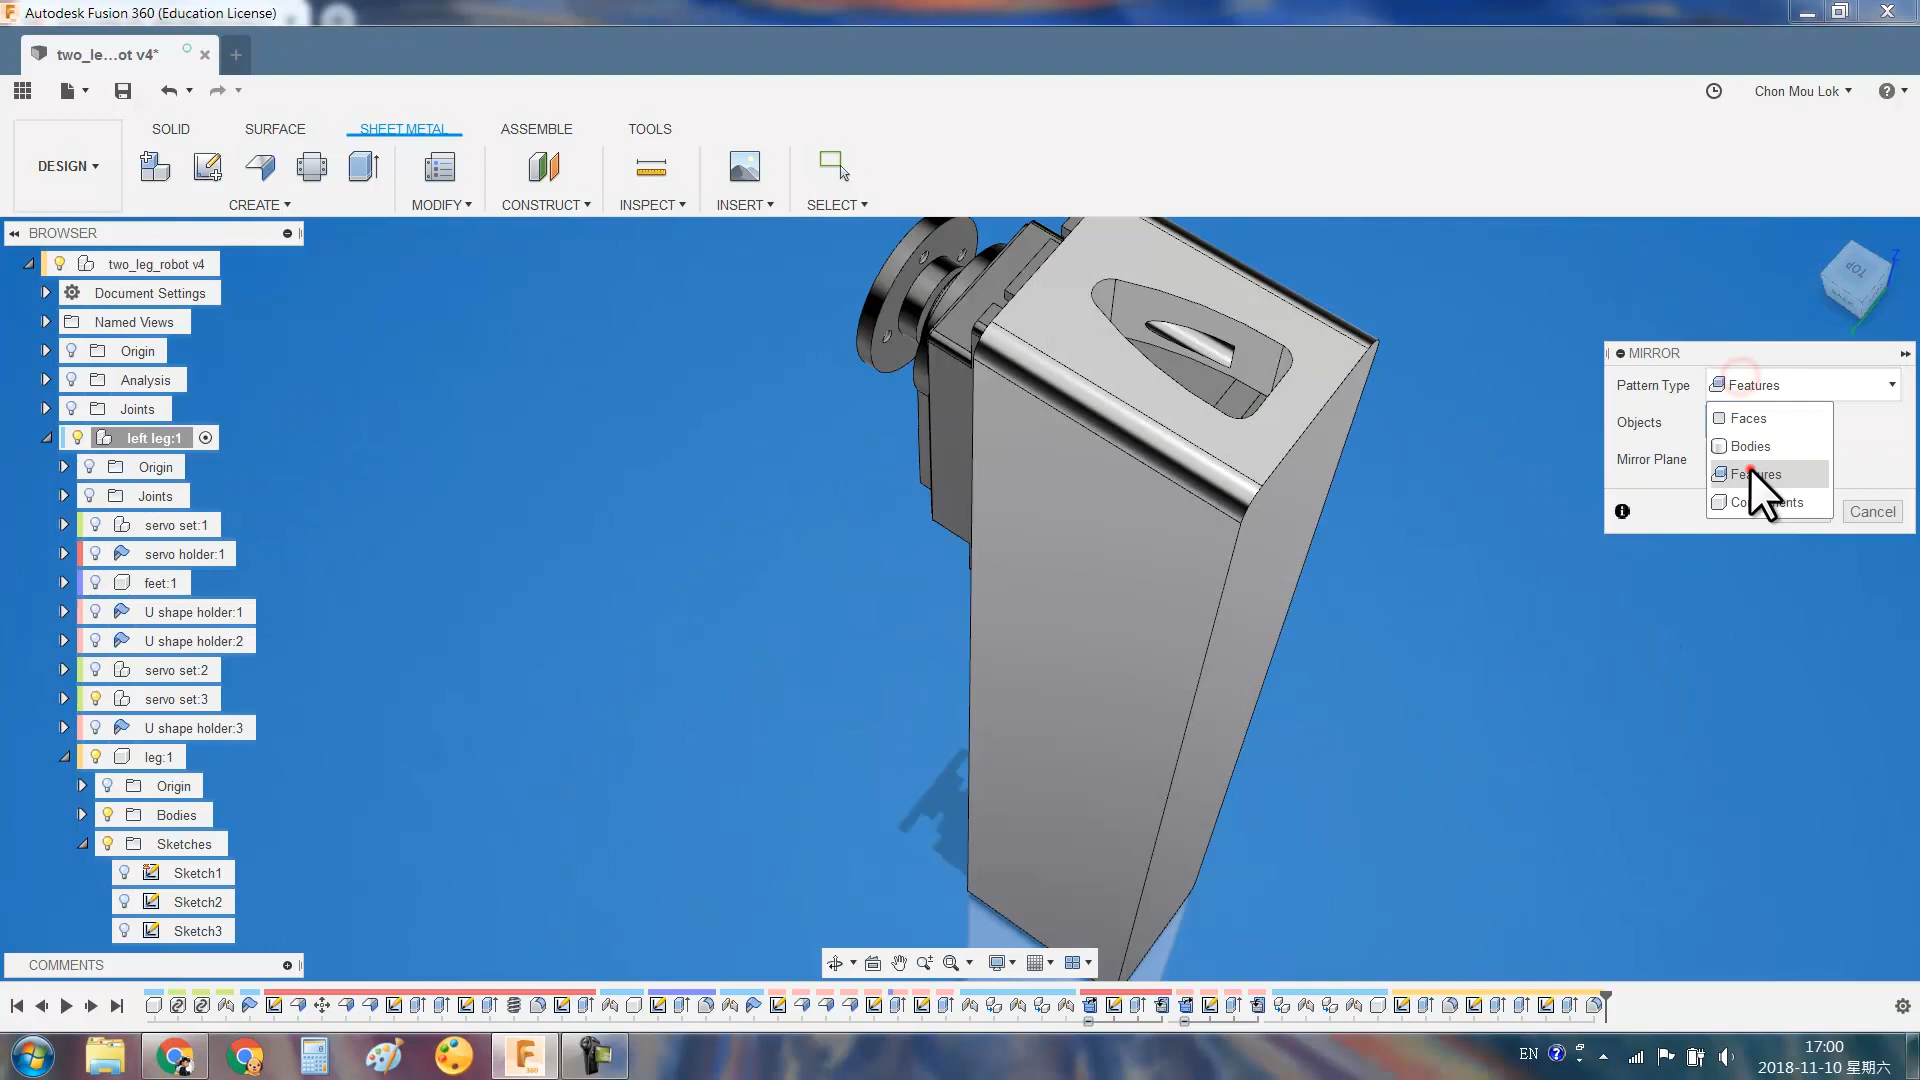 Autodesk Fusion 360 (Education License)
two_le...ot v4*
Chon Mou Lok
DESIGN
SOLID
SURFACE
SHEET METAL
ASSEMBLE
TOOLS
CREATE
MODIFY
CONSTRUCT
INSPECT
INSERT
SELECT
BROWSER
two_leg_robot v4
Document Settings
Named Views
Origin
Analysis
Joints
left leg:1
Origin
Joints
servo set:1
servo holder:1
feet:1
U shape holder:1
U shape holder:2
servo set:2
servo set:3
U shape holder:3
leg:1
Origin
Bodies
Sketches
Sketch1
Sketch2
Sketch3
COMMENTS
TOP
Z
MIRROR
Pattern Type
Features
Objects
Mirror Plane
Faces
Bodies
Features
Cancel
EN
17:00
2018-11-10 星期六